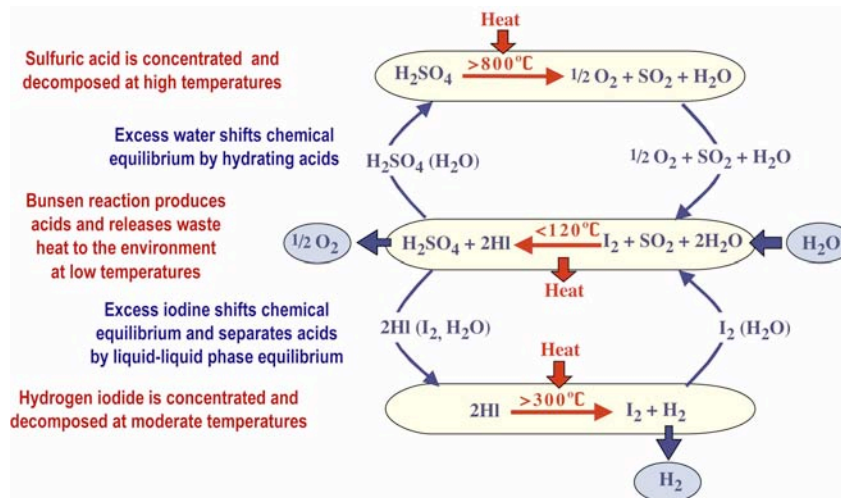 Heat
Sulfuric acid is concentrated and
decomposed at high temperatures
H₂SO₄ >800℃ 1/2 O₂ + SO₂ + H₂O
Excess water shifts chemical
equilibrium by hydrating acids
H₂SO₄ (H₂O)
1/2 O₂ + SO₂ + H₂O
Bunsen reaction produces
acids and releases waste
heat to the environment
at low temperatures
1/2 O₂
H₂SO₄ + 2HI <120℃ I₂ + SO₂ + 2H₂O
H₂O
Heat
Excess iodine shifts chemical
equilibrium and separates acids
by liquid-liquid phase equilibrium
2HI (I₂, H₂O)
I₂ (H₂O)
Heat
Hydrogen iodide is concentrated and
decomposed at moderate temperatures
2HI >300℃ I₂ + H₂
H₂